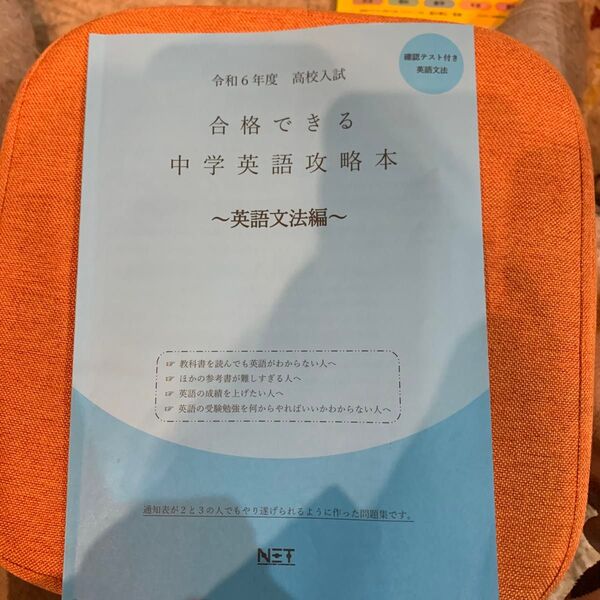 確認テスト付き
英語文法
令和6年度 高校入試
合格できる
中学英語攻略本
～英語文法編～
☞ 教科書を読んでも英語がわからない人へ
☞ ほかの参考書が難しすぎる人へ
☞ 英語の成績を上げたい人へ
☞ 英語の受験勉強を何からやればいいかわからない人へ
通知表が2と3の人でもやり遂げられるように作った問題集です。
NET